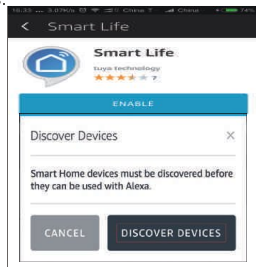 < Smart Life
Smart Life
tuya technology
7
ENABLE
Discover Devices ×
Smart Home devices must be discovered before
they can be used with Alexa.
CANCEL DISCOVER DEVICES